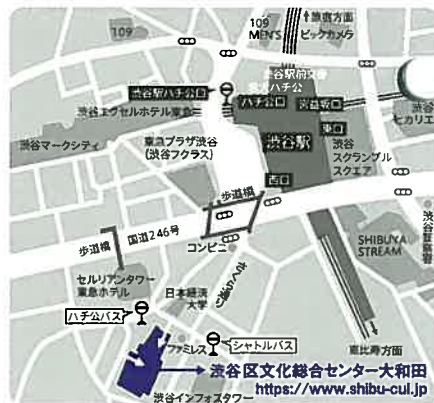 109
109
MEN'S
↑原宿方面
ビックカメラ
渋谷駅前交番
ハチ公
渋谷駅ハチ公口
ハチ公口
宮益坂口
渋谷エクセルホテル東急
東口
渋谷
ヒカリエ
渋谷マークシティ
東急プラザ渋谷
(渋谷フクラス)
渋谷駅
渋谷
スクランブル
スクエア
西口
歩道橋
国道246号
歩道橋
コンビニ
渋谷警察署
SHIBUYA
STREAM
セルリアンタワー
東急ホテル
日本経済
大学
ハチ公バス
ファミレス
シャトルバス
恵比寿方面
渋谷区文化総合センター大和田
https://www.shibu-cul.jp
渋谷インフォスタワー